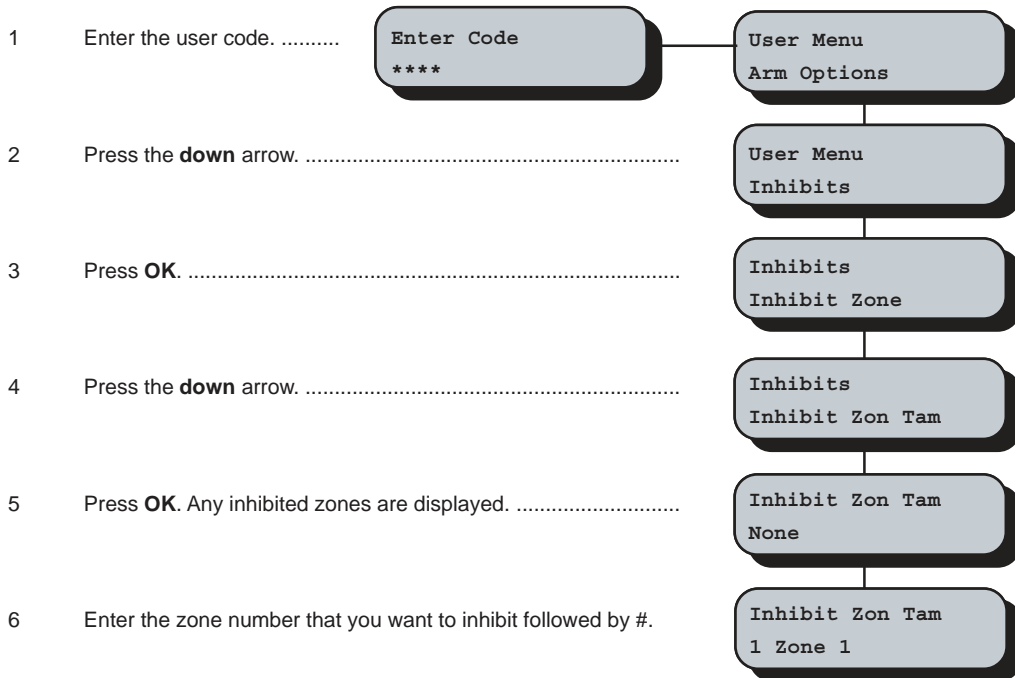 1 Enter the user code. ..........
Enter Code
****
User Menu
Arm Options
2 Press the down arrow. ................................................................
User Menu
Inhibits
3 Press OK. ....................................................................................
Inhibits
Inhibit Zone
4 Press the down arrow. ................................................................
Inhibits
Inhibit Zon Tam
5 Press OK. Any inhibited zones are displayed. ............................
Inhibit Zon Tam
None
6 Enter the zone number that you want to inhibit followed by #.
Inhibit Zon Tam
1 Zone 1